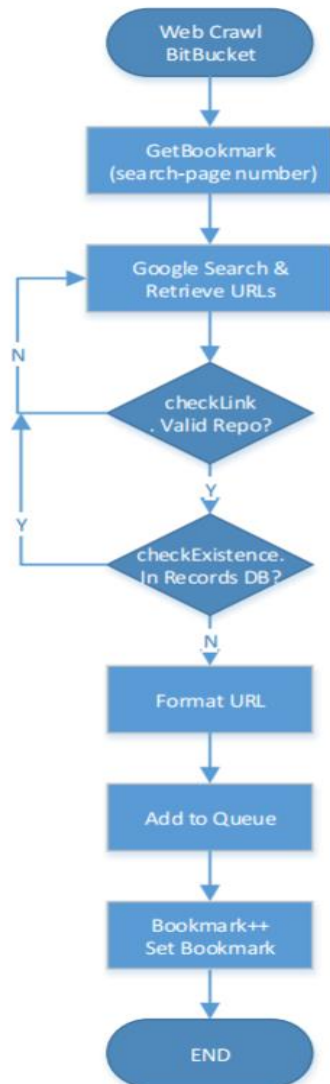 Web Crawl
BitBucket
GetBookmark
(search-page number)
Google Search &
Retrieve URLs
N
checkLink
. Valid Repo?
Y
Y
checkExistence.
In Records DB?
N
Format URL
Add to Queue
Bookmark++
Set Bookmark
END